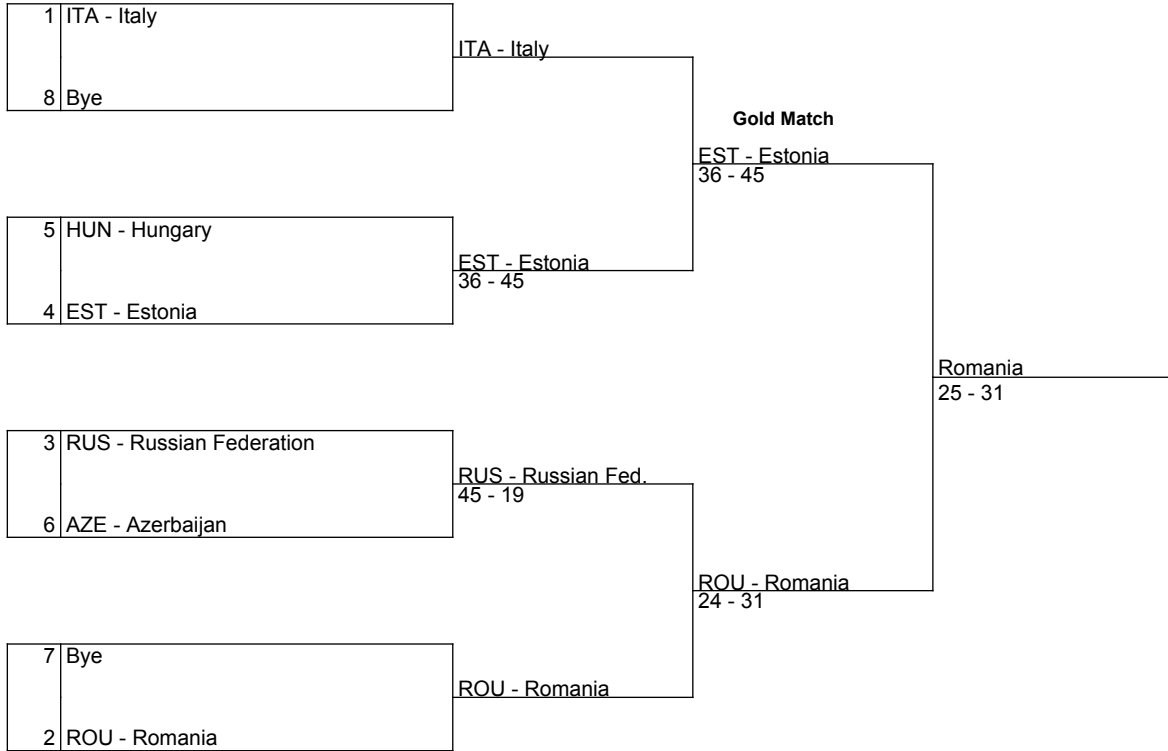 1 ITA - Italy
ITA - Italy
8 Bye
Gold Match
EST - Estonia
36 - 45
5 HUN - Hungary
EST - Estonia
36 - 45
4 EST - Estonia
Romania
25 - 31
3 RUS - Russian Federation
RUS - Russian Fed.
45 - 19
6 AZE - Azerbaijan
ROU - Romania
24 - 31
7 Bye
ROU - Romania
2 ROU - Romania